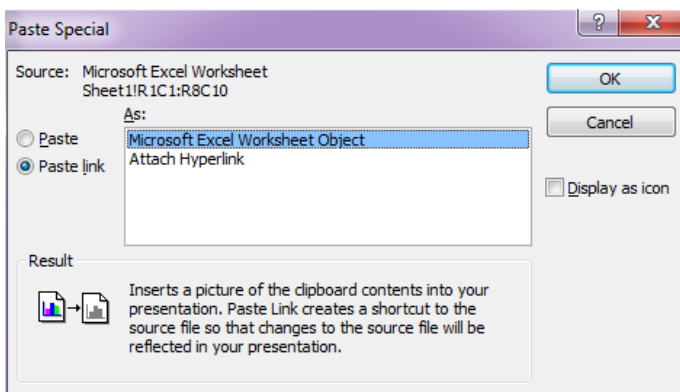 Paste Special
Source: Microsoft Excel Worksheet
Sheet1!R1C1:R8C10
As:
Paste
Paste link
Microsoft Excel Worksheet Object
Attach Hyperlink
OK
Cancel
Display as icon
Result
Inserts a picture of the clipboard contents into your
presentation. Paste Link creates a shortcut to the
source file so that changes to the source file will be
reflected in your presentation.